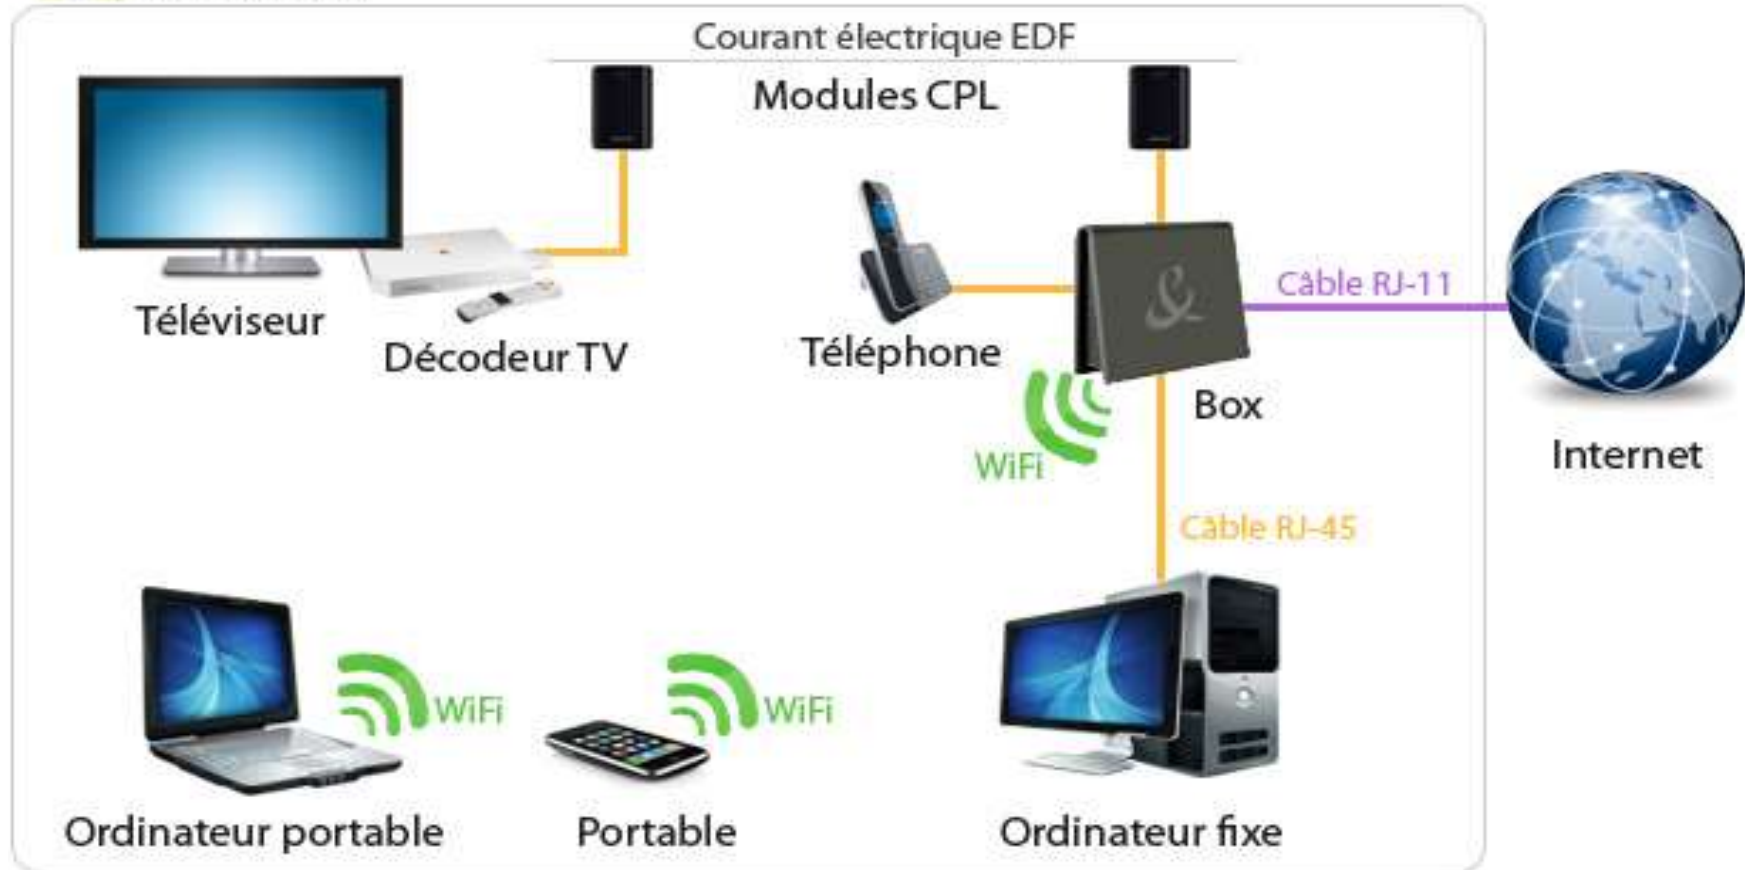 Courant électrique EDF
Modules CPL
Téléviseur
Décodeur TV
Téléphone
&
Câble RJ-11
Box
WiFi
Internet
Câble RJ-45
WiFi
WiFi
Ordinateur portable
Portable
Ordinateur fixe